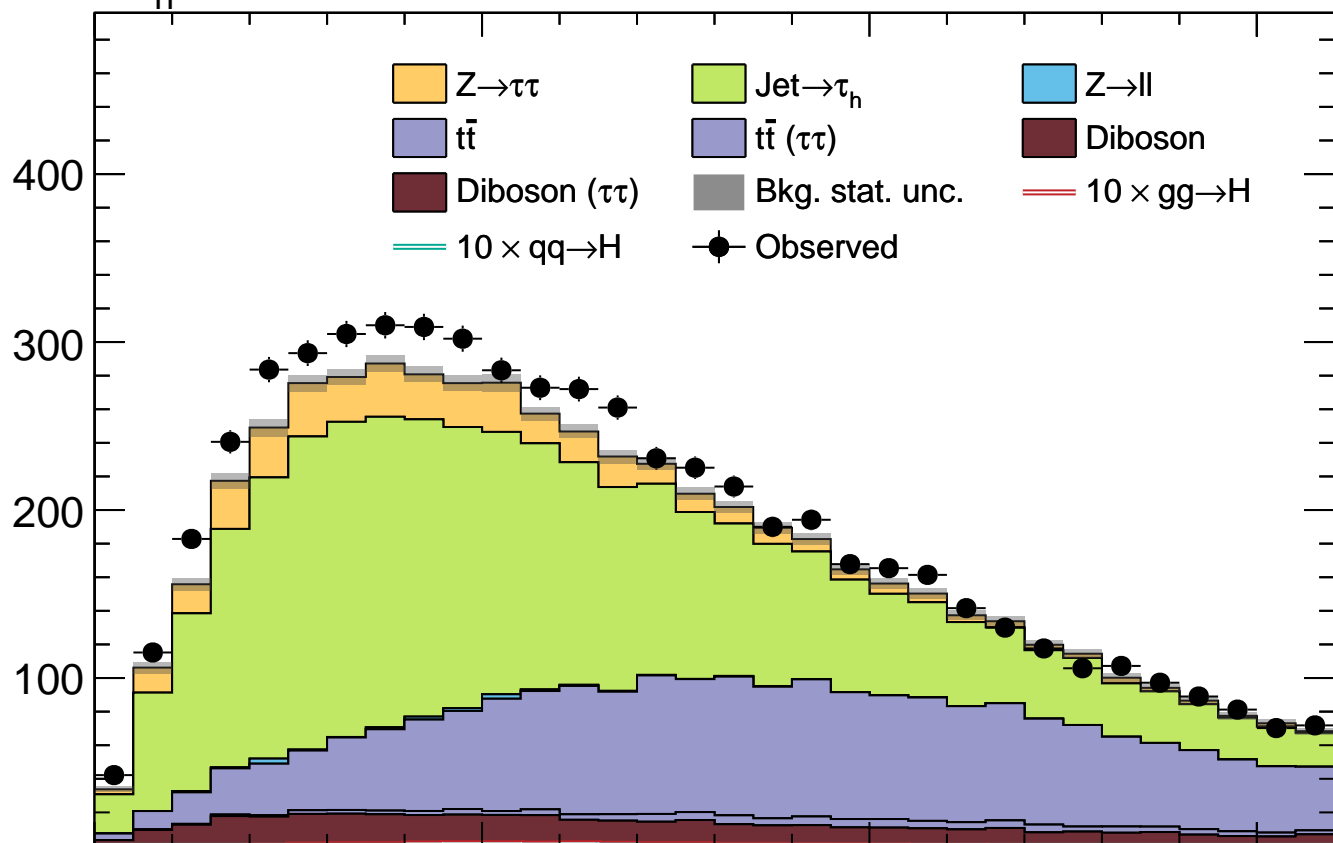 Z→ττ Jet→τh Z→ll
tt̄ tt̄ (ττ) Diboson
Diboson (ττ) Bkg. stat. unc. 10 × gg→H
10 × qq→H Observed
400
300
200
100